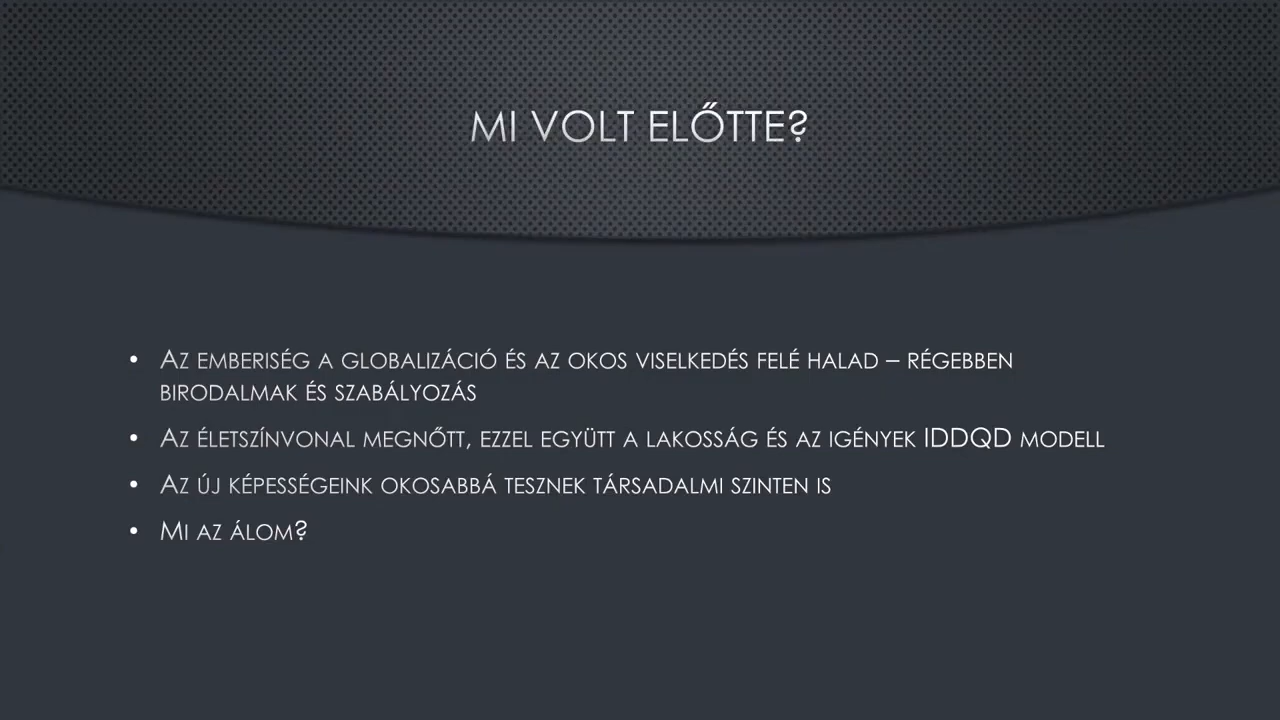 MI VOLT ELŐTTE?
• Az emberiség a globalizáció és az okos viselkedés felé halad – régebben
birodalmak és szabályozás
• Az életszínvonal megnőtt, ezzel együtt a lakosság és az igények IDDQD modell
• Az új képességeink okosabbá tesznek társadalmi szinten is
• Mi az álom?